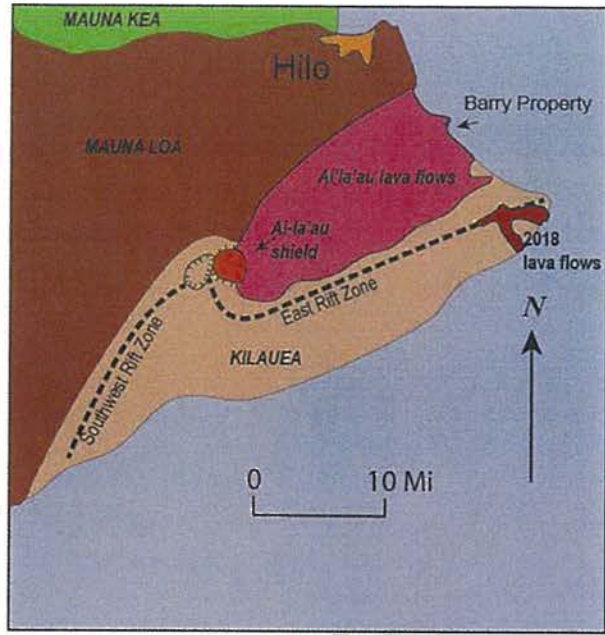 MAUNA KEA
Hilo
Barry Property
MAUNA LOA
Ai'la'au lava flows
Ai-la'au
shield
2018
lava flows
East Rift Zone
N
KILAUEA
Southwest Rift Zone
0 10 Mi